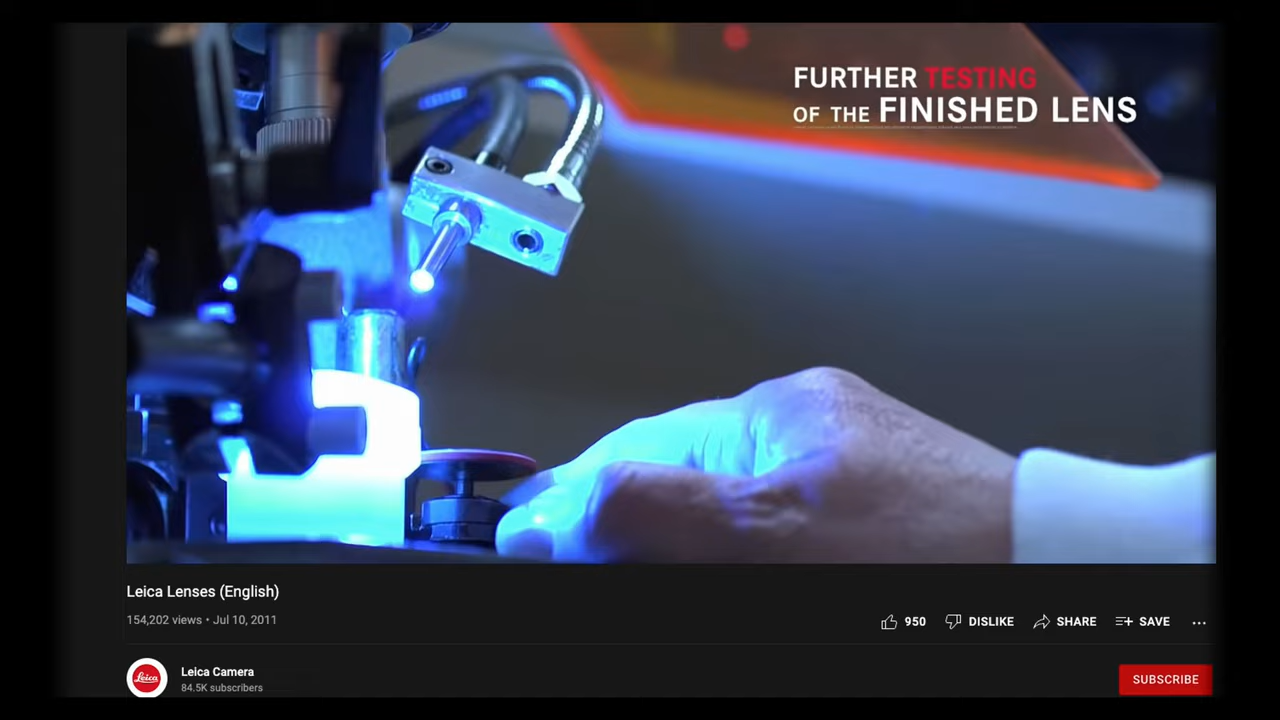 FURTHER TESTING
OF THE FINISHED LENS
Leica Lenses (English)
154,202 views • Jul 10, 2011
950
DISLIKE
SHARE
SAVE
Leica
Leica Camera
84.5K subscribers
SUBSCRIBE